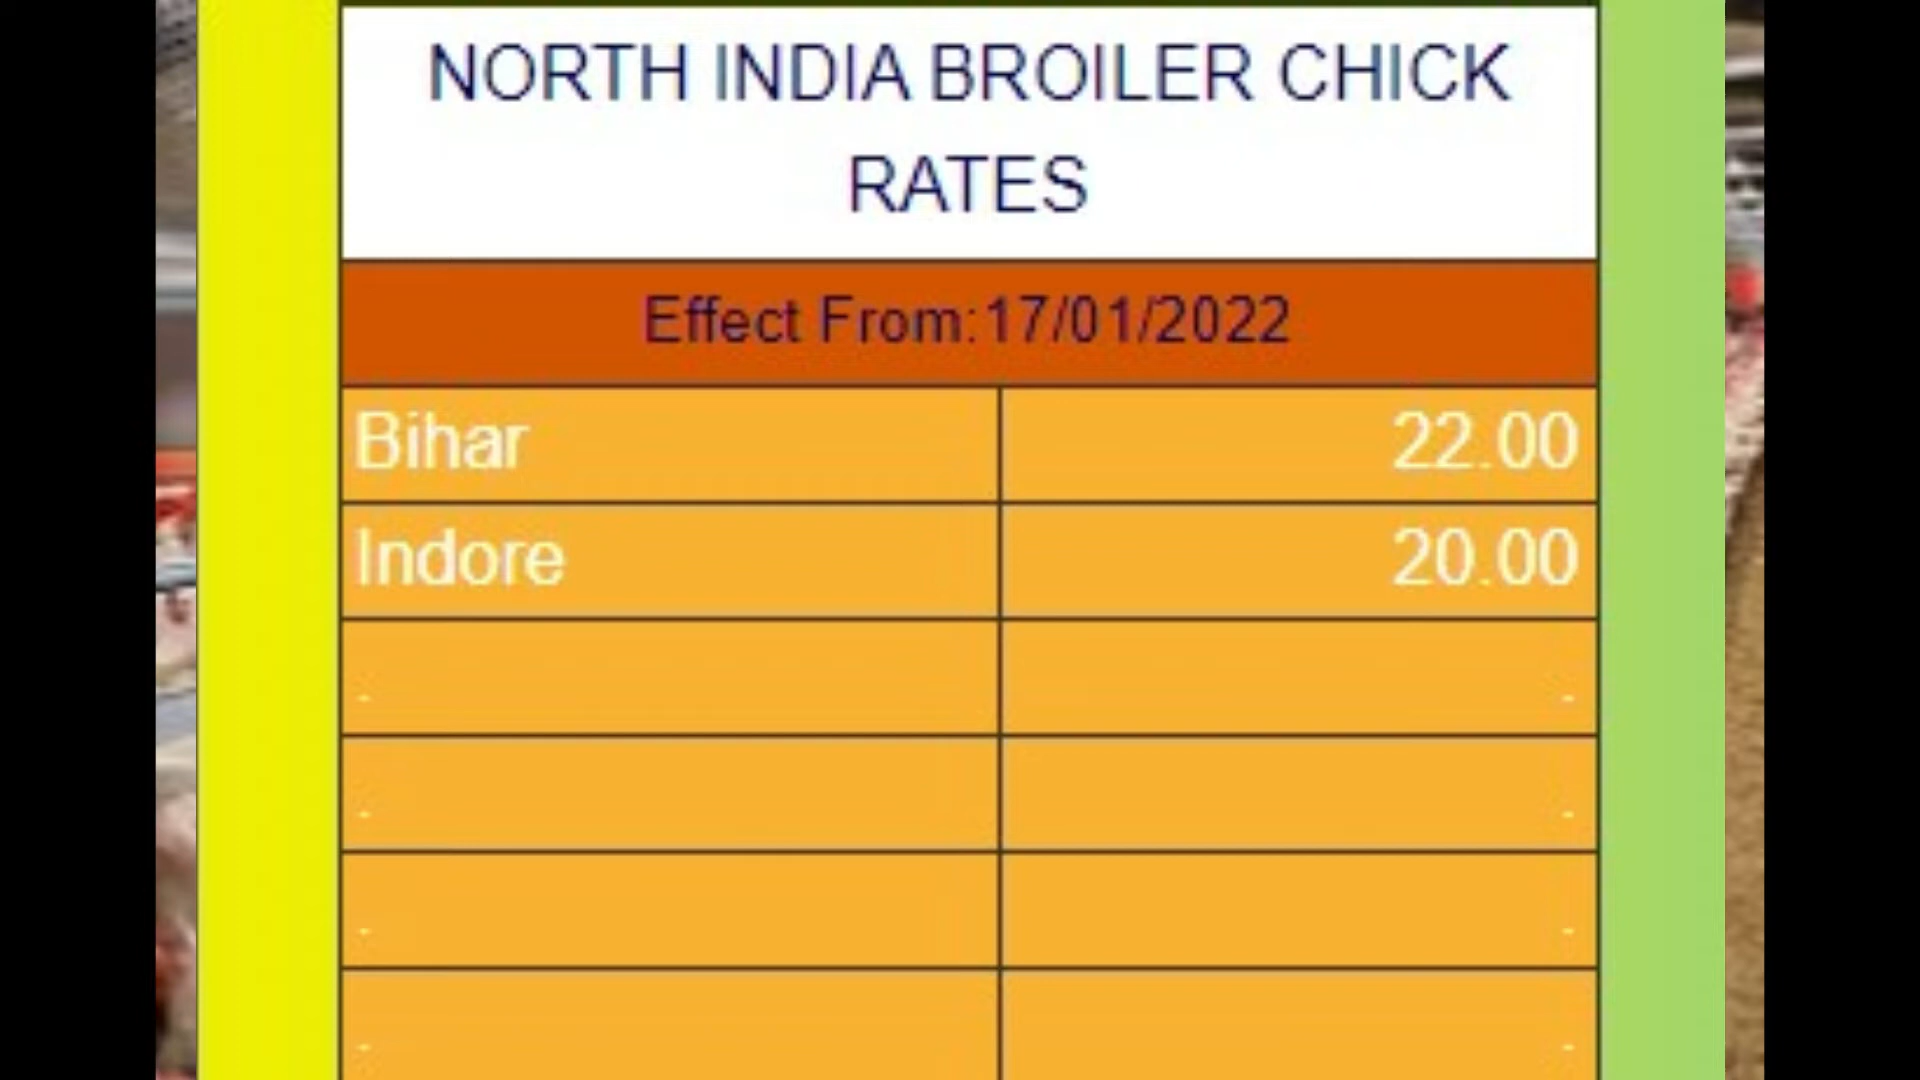 NORTH INDIA BROILER CHICK
RATES
Effect From:17/01/2022
Bihar 22.00
Indore 20.00
. .
. .
. .
. .